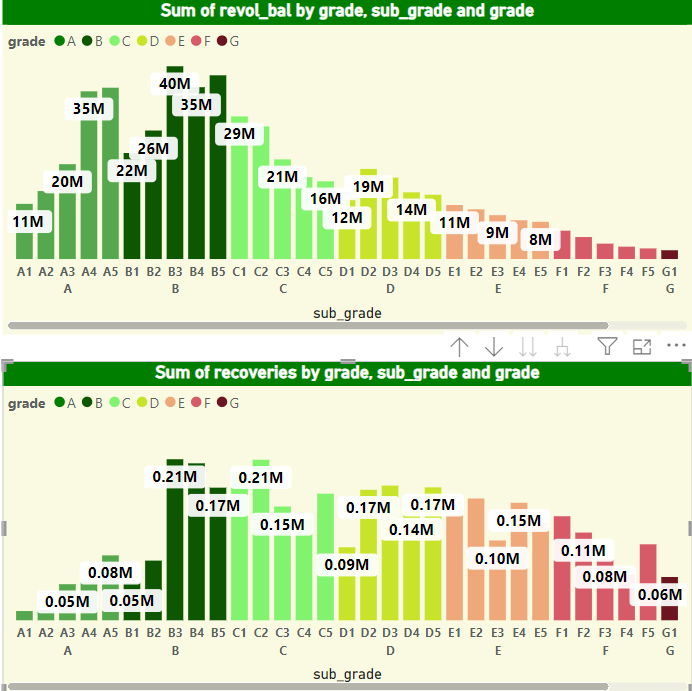 Sum of revol_bal by grade, sub_grade and grade
grade A B C D E F G
40M
35M 35M
29M
26M
22M
20M 21M
19M
16M
14M
12M
11M 11M
9M
8M
A1 A2 A3 A4 A5 B1 B2 B3 B4 B5 C1 C2 C3 C4 C5 D1 D2 D3 D4 D5 E1 E2 E3 E4 E5 F1 F2 F3 F4 F5 G1
A B C D E F G
sub_grade
Sum of recoveries by grade, sub_grade and grade
grade A B C D E F G
0.21M 0.21M
0.17M 0.17M 0.17M
0.15M 0.15M
0.14M
0.11M
0.10M
0.09M
0.08M 0.08M
0.06M
0.05M 0.05M
A1 A2 A3 A4 A5 B1 B2 B3 B4 B5 C1 C2 C3 C4 C5 D1 D2 D3 D4 D5 E1 E2 E3 E4 E5 F1 F2 F3 F4 F5 G1
A B C D E F G
sub_grade